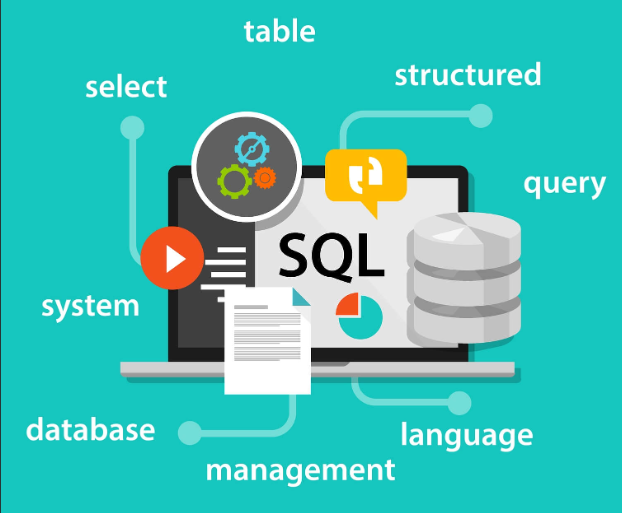 table
select
structured
query
SQL
system
database
language
management